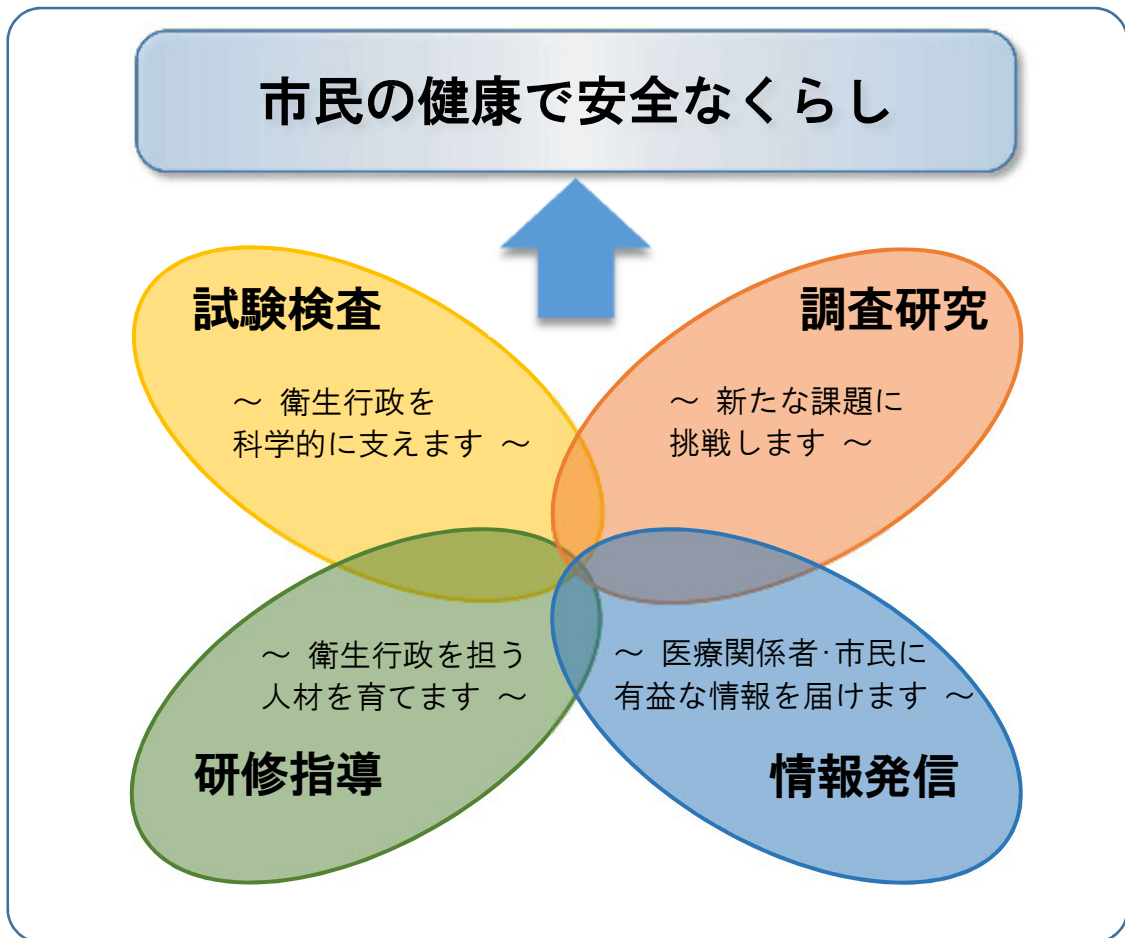 市民の健康で安全なくらし
試験検査
～ 衛生行政を
科学的に支えます ～
調査研究
～ 新たな課題に
挑戦します ～
～ 衛生行政を担う
人材を育てます ～
研修指導
～ 医療関係者･市民に
有益な情報を届けます ～
情報発信